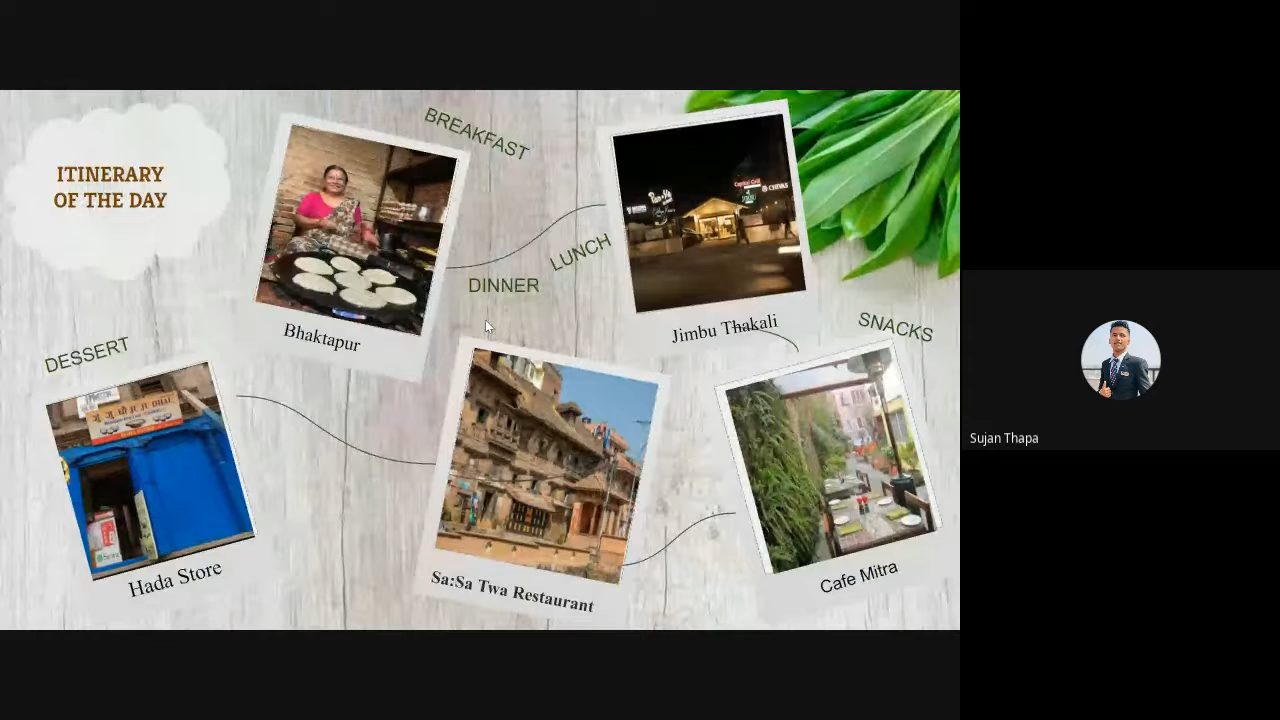 ITINERARY
OF THE DAY
BREAKFAST
Bhaktapur
LUNCH
CHIVAS
Jimbu Thakali
DINNER
SNACKS
Cafe Mitra
Sa:Sa Twa Restaurant
DESSERT
Hada Store
Sujan Thapa